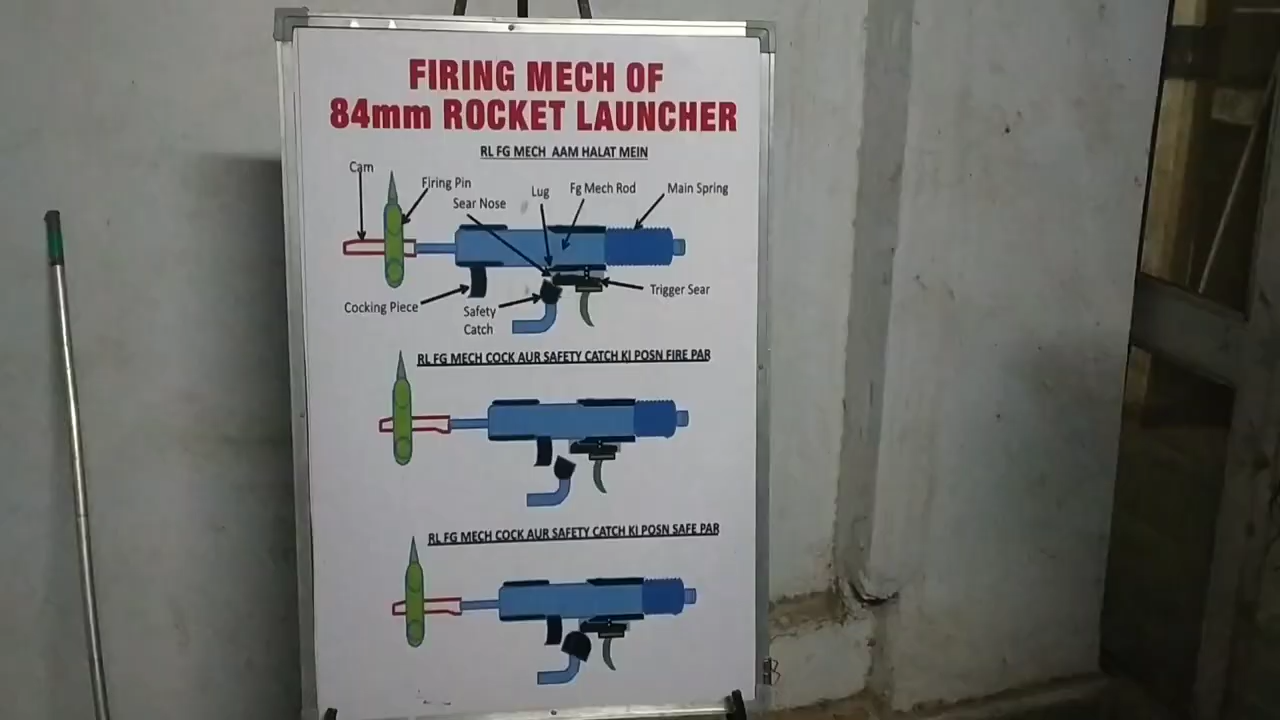 FIRING MECH OF
84mm ROCKET LAUNCHER
RL FG MECH AAM HALAT MEIN
Cam
Firing Pin
Sear Nose
Lug
Fg Mech Rod
Main Spring
Cocking Piece
Safety
Catch
Trigger Sear
RL FG MECH COCK AUR SAFETY CATCH KI POSN FIRE PAR
RL FG MECH COCK AUR SAFETY CATCH KI POSN SAFE PAR